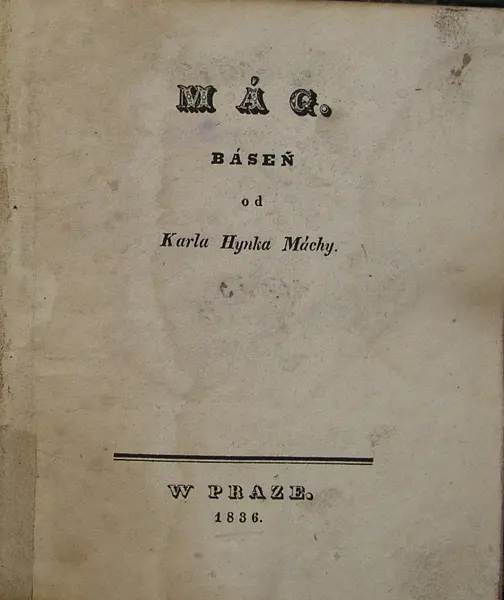 MÁG.
BÁSEŇ
od
Karla Hynka Máchy.
W PRAZE.
1836.